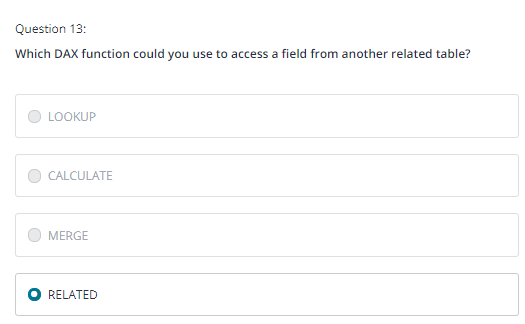 Question 13:
Which DAX function could you use to access a field from another related table?
LOOKUP
CALCULATE
MERGE
RELATED